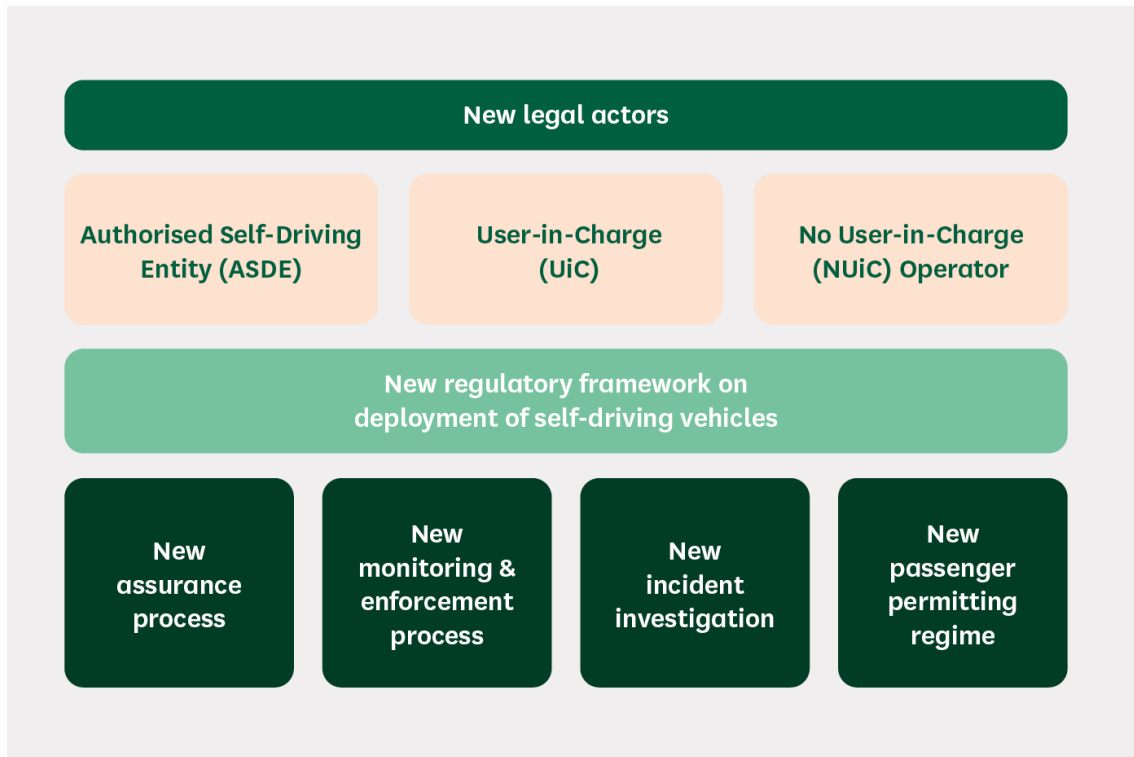 New legal actors
Authorised Self-Driving
Entity (ASDE)
User-in-Charge
(UiC)
No User-in-Charge
(NUiC) Operator
New regulatory framework on
deployment of self-driving vehicles
New
assurance
process
New
monitoring &
enforcement
process
New
incident
investigation
New
passenger
permitting
regime